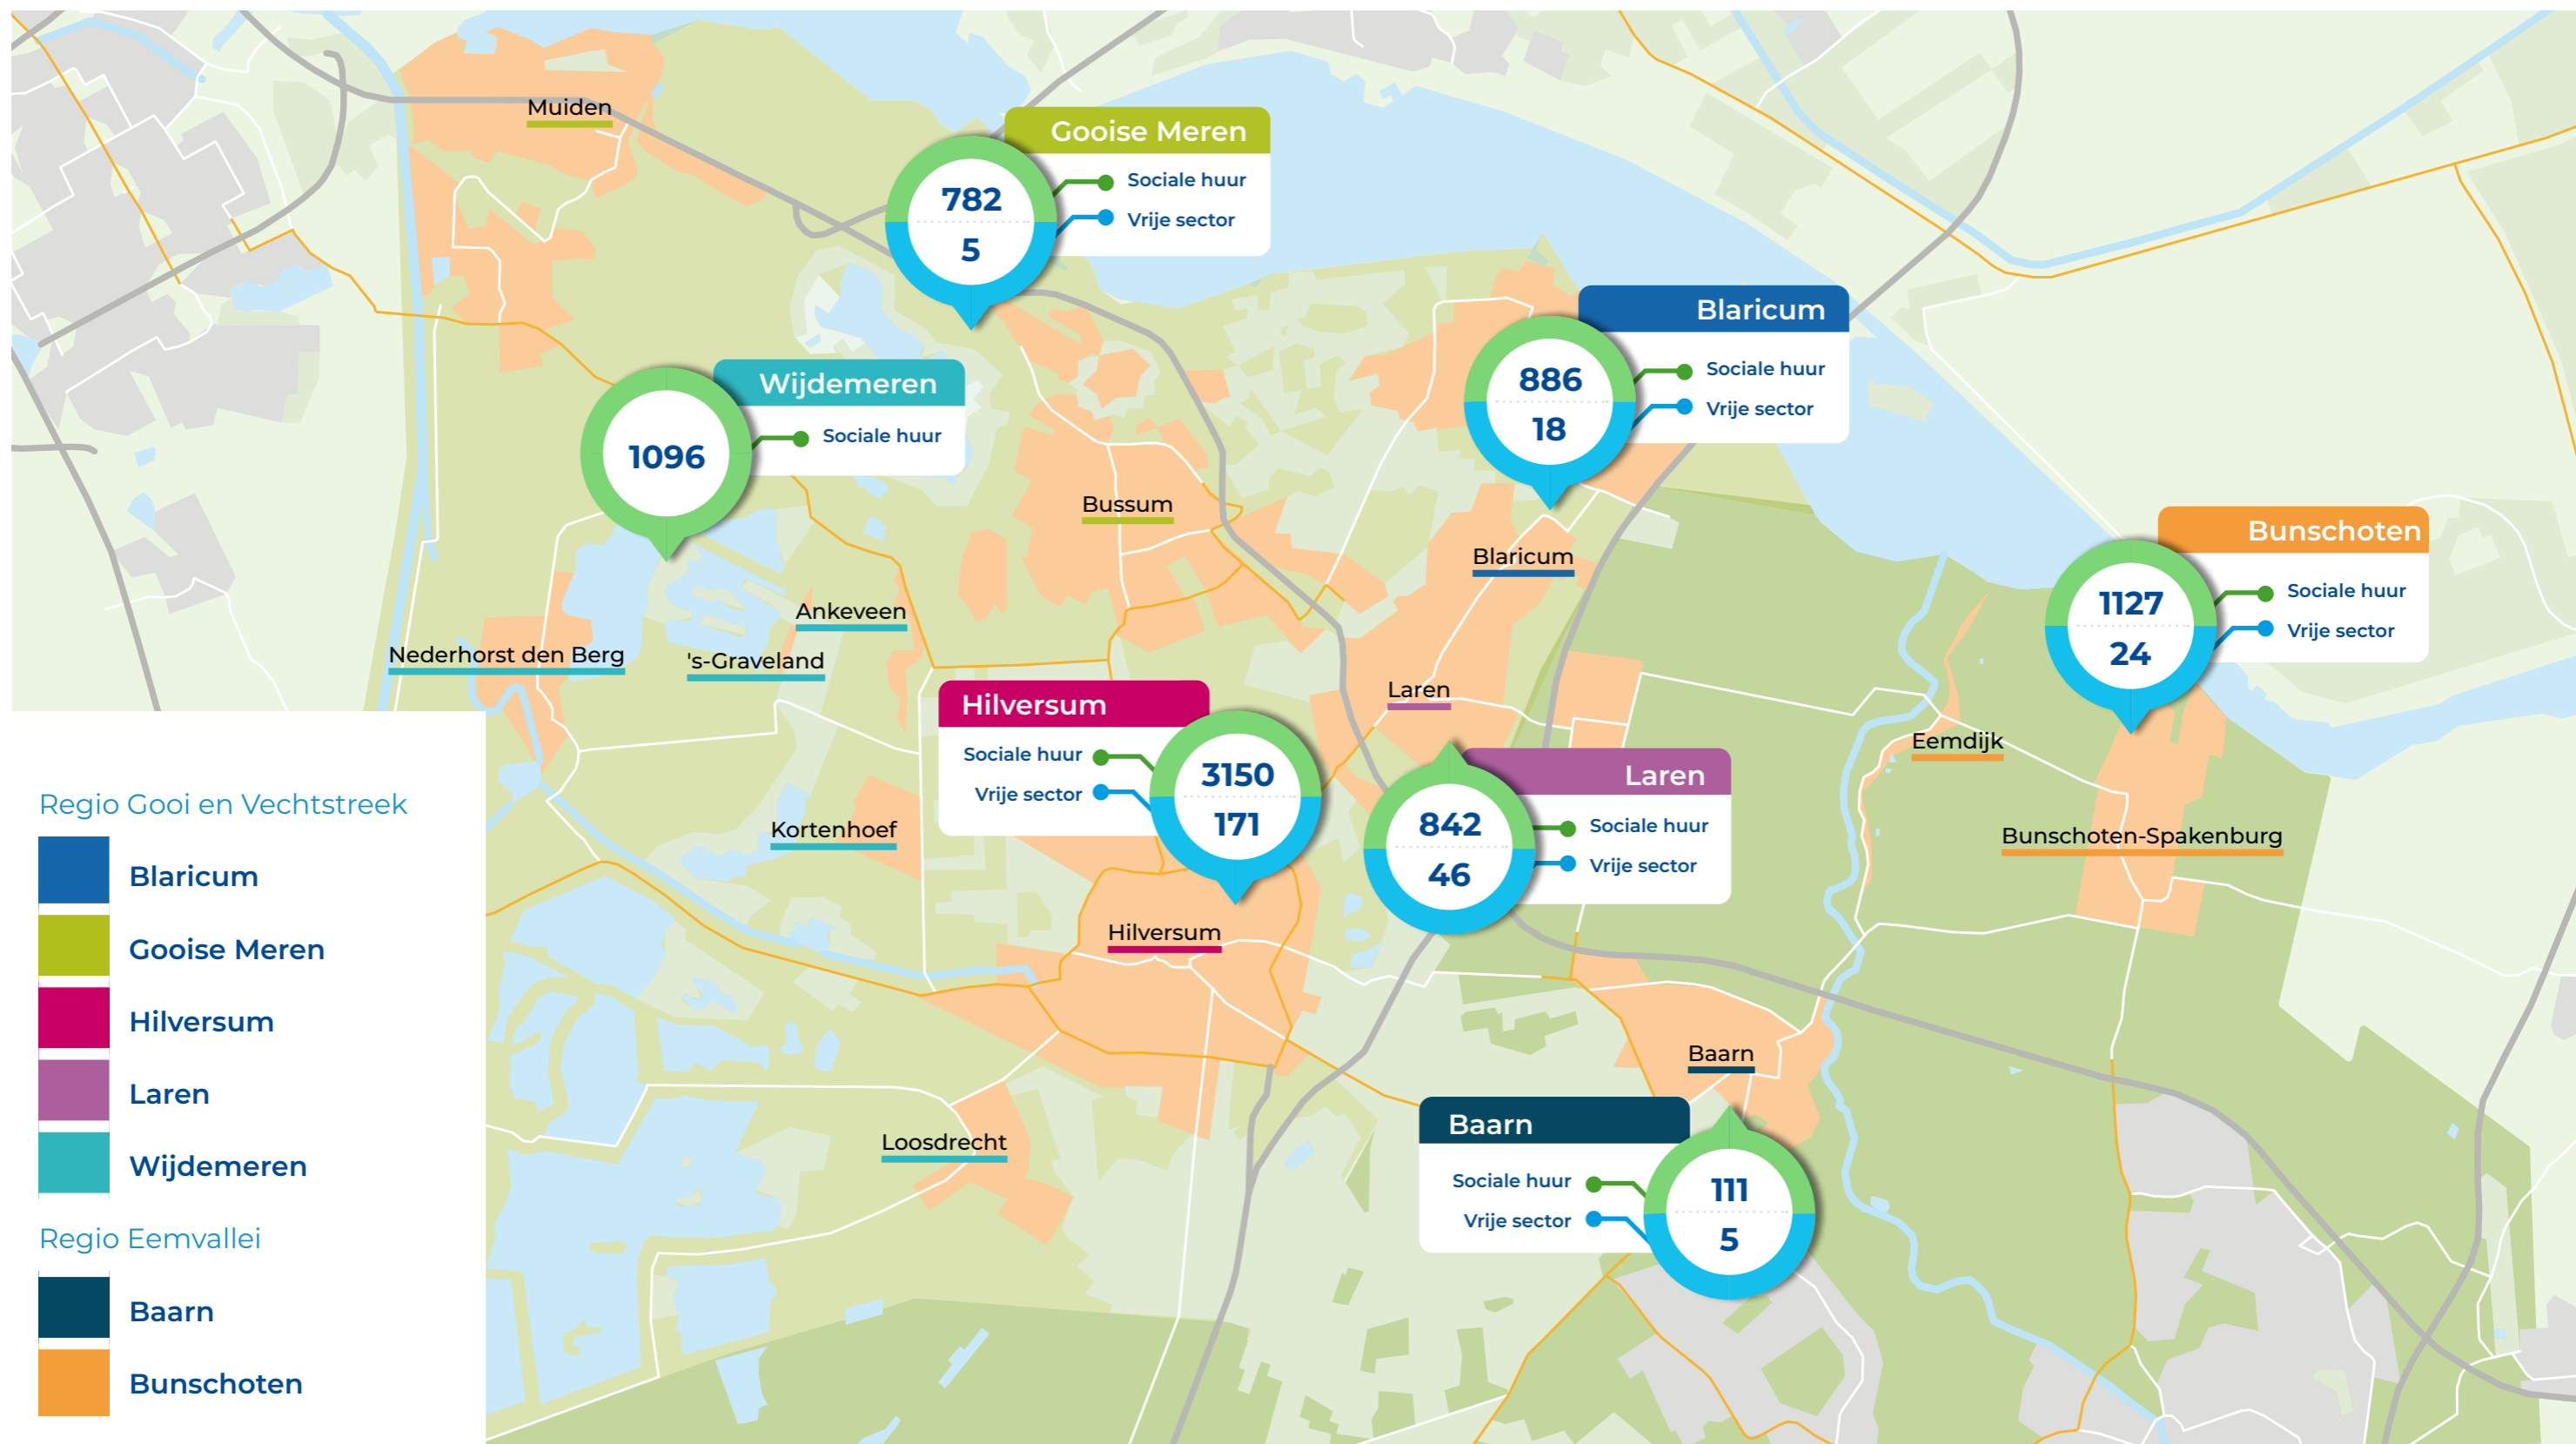 Muiden
Gooise Meren
782
5
Sociale huur
Vrije sector
Wijdemeren
1096
Sociale huur
Blaricum
886
18
Sociale huur
Vrije sector
Bussum
Blaricum
Bunschoten
1127
24
Sociale huur
Vrije sector
Ankeveen
Nederhorst den Berg
's-Graveland
Laren
Hilversum
Sociale huur
Vrije sector
3150
171
Eemdijk
Laren
842
46
Sociale huur
Vrije sector
Kortenhoef
Bunschoten-Spakenburg
Hilversum
Baarn
Baarn
Sociale huur
Vrije sector
111
5
Loosdrecht
Regio Gooi en Vechtstreek
Blaricum
Gooise Meren
Hilversum
Laren
Wijdemeren
Regio Eemvallei
Baarn
Bunschoten